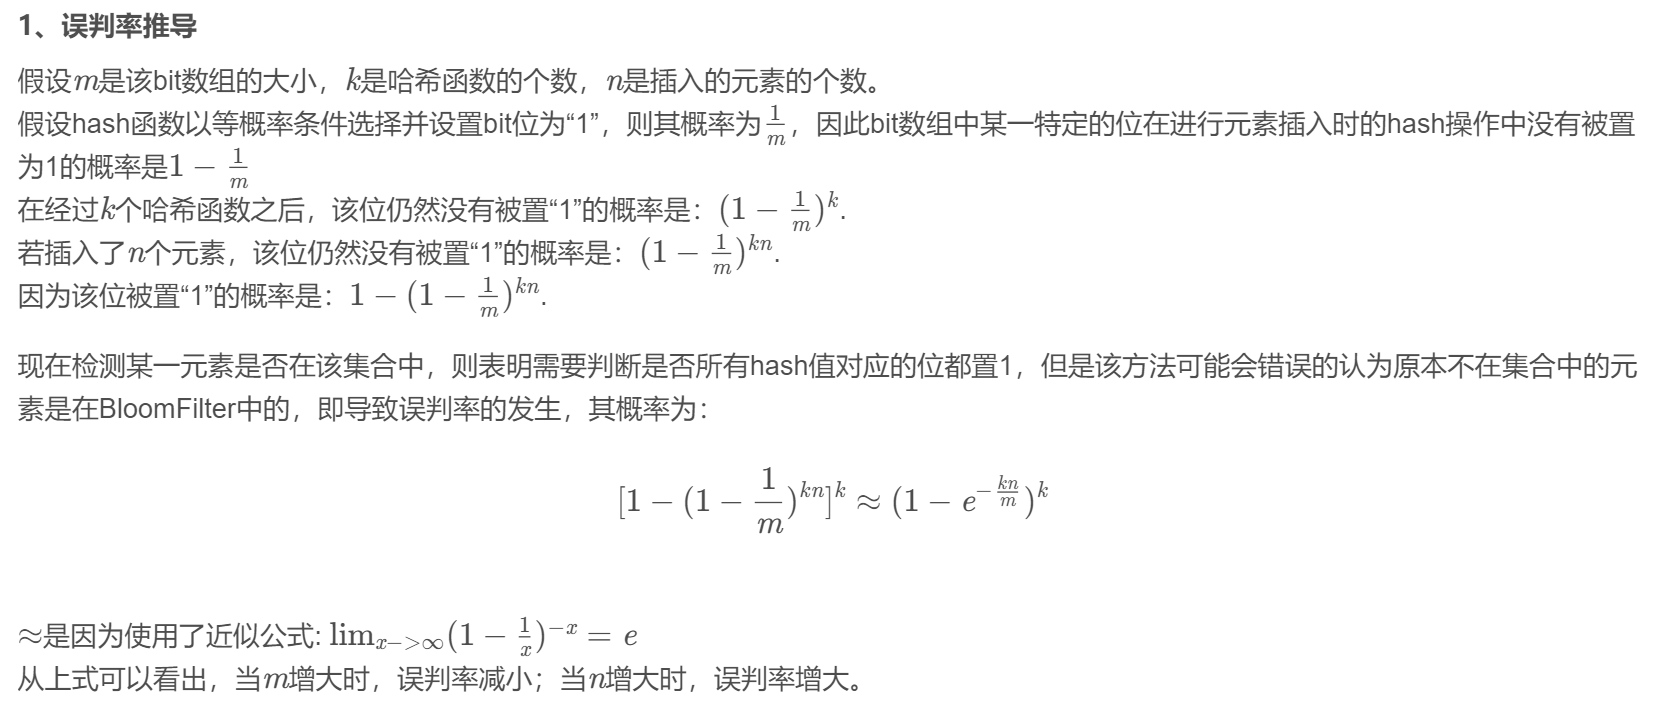 1、误判率推导
假设m是该bit数组的大小，k是哈希函数的个数，n是插入的元素的个数。
假设hash函数以等概率条件选择并设置bit位为“1”，则其概率为\frac{1}{m}，因此bit数组中某一特定的位在进行元素插入时的hash操作中没有被置
为1的概率是1 - \frac{1}{m}
在经过k个哈希函数之后，该位仍然没有被置“1”的概率是：(1 - \frac{1}{m})^{k}.
若插入了n个元素，该位仍然没有被置“1”的概率是：(1 - \frac{1}{m})^{kn}.
因为该位被置“1”的概率是：1 - (1 - \frac{1}{m})^{kn}.
现在检测某一元素是否在该集合中，则表明需要判断是否所有hash值对应的位都置1，但是该方法可能会错误的认为原本不在集合中的元
素是在BloomFilter中的，即导致误判率的发生，其概率为：
[1 - (1 - \frac{1}{m})^{kn}]^{k} ≈ (1 - e^{-\frac{kn}{m}})^{k}
≈是因为使用了近似公式: lim_{x->∞}(1 - \frac{1}{x})^{-x} = e
从上式可以看出，当m增大时，误判率减小；当n增大时，误判率增大。